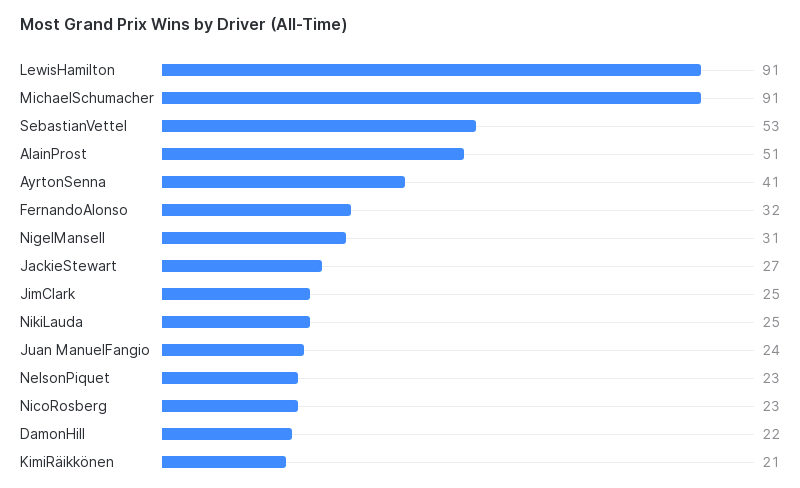 Most Grand Prix Wins by Driver (All-Time)
LewisHamilton 91
MichaelSchumacher 91
SebastianVettel 53
AlainProst 51
AyrtonSenna 41
FernandoAlonso 32
NigelMansell 31
JackieStewart 27
JimClark 25
NikiLauda 25
Juan ManuelFangio 24
NelsonPiquet 23
NicoRosberg 23
DamonHill 22
KimiRäikkönen 21